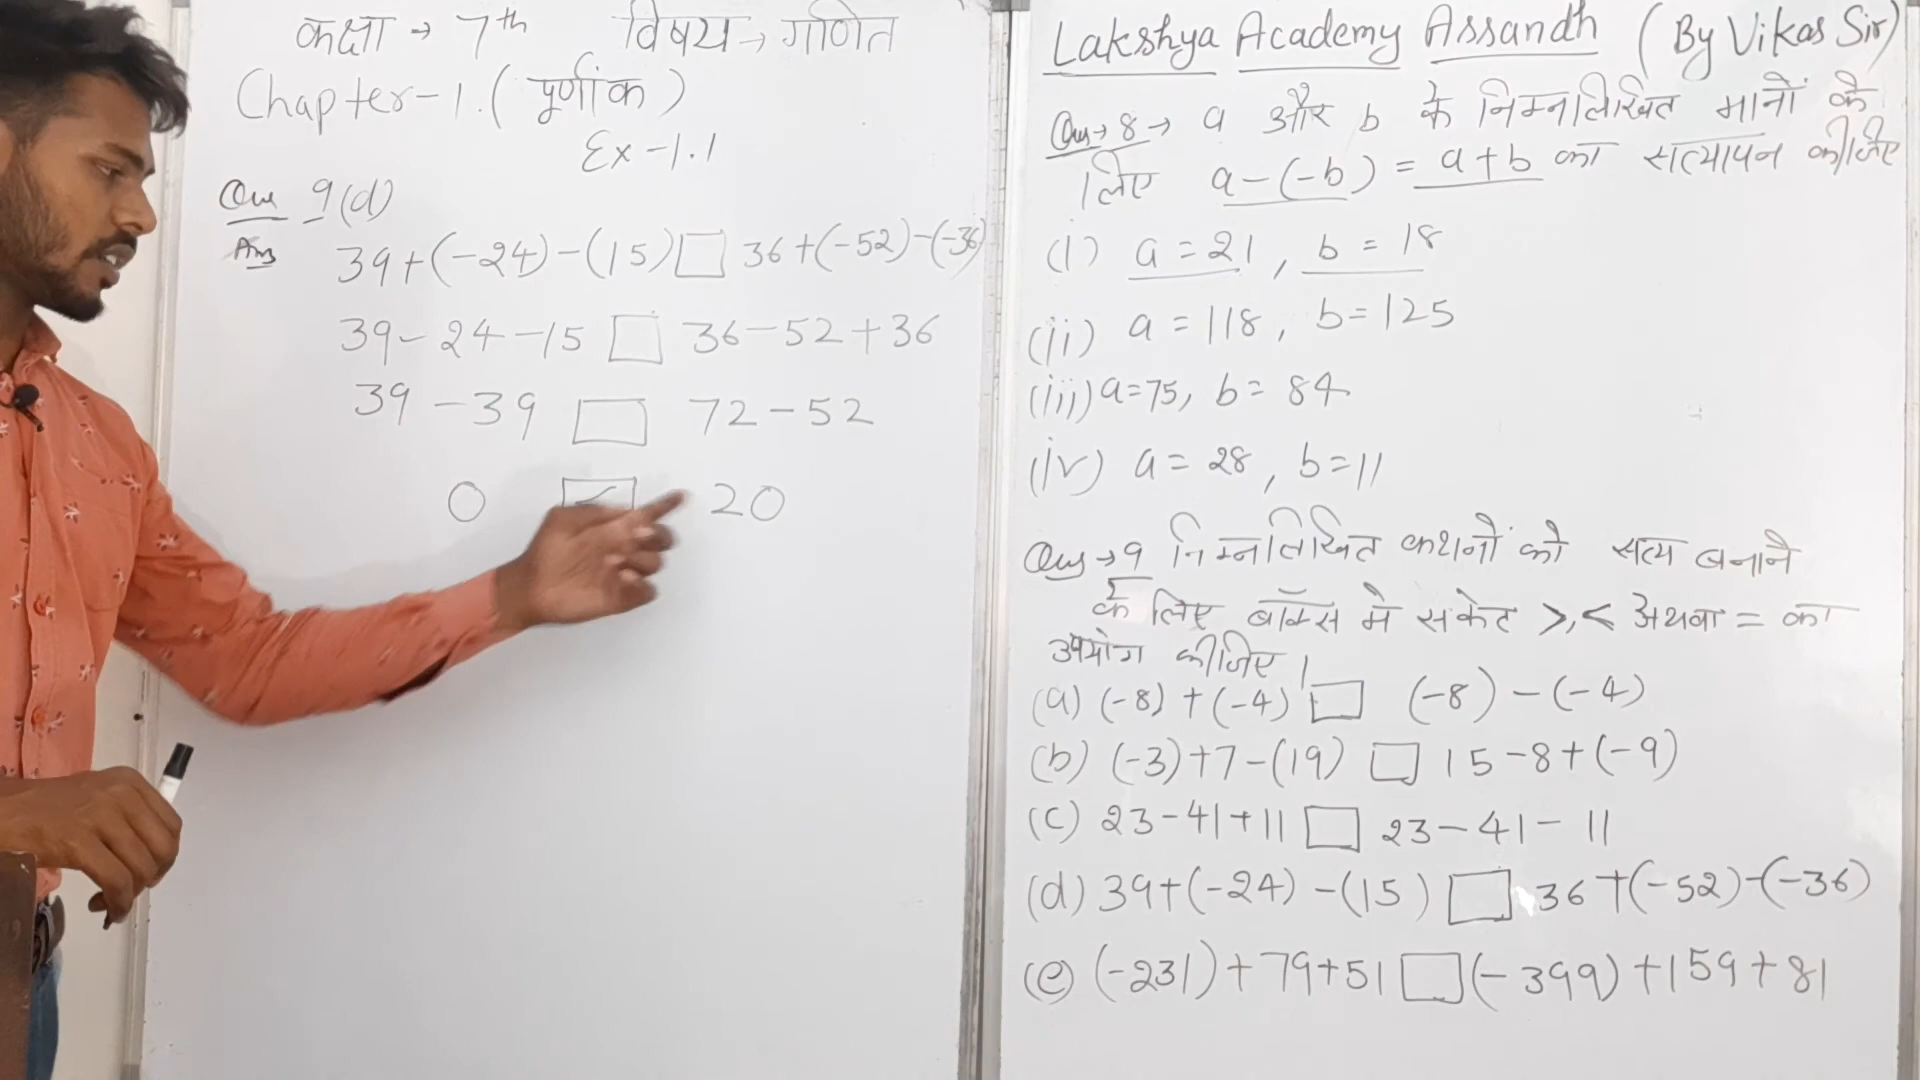 कक्षा → 7th विषय → गणित
Chapter-1. (पूर्णांक)
Ex-1.1
Que 9(d)
Ans 39+(-24)-(15) □ 36+(-52)-(-36)
39-24-15 □ 36-52+36
39-39 □ 72-52
0 20
Lakshya Academy Assandh (By Vikas Sir)
Que→8→ a और b के निम्नलिखित मानों के
लिए a-(-b) = a+b का सत्यापन कीजिए
(i) a=21, b=18
(ii) a=118, b=125
(iii) a=75, b=84
(iv) a=28, b=11
Que→9 निम्नलिखित कथनों को सत्य बनाने
के लिए बॉक्स मे सकेट >,< अथवा = का
उपयोग कीजिए।
(a) (-8)+(-4) □ (-8)-(-4)
(b) (-3)+7-(19) □ 15-8+(-9)
(c) 23-41+11 □ 23-41-11
(d) 39+(-24)-(15) □ 36+(-52)-(-36)
(e) (-231)+79+51 □ (-399)+159+81